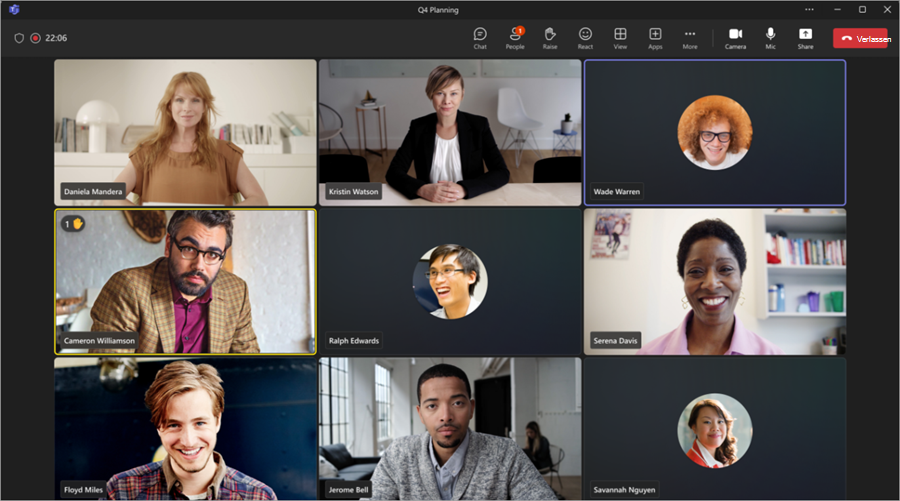 Q4 Planning
22:06
Chat
People
1
Raise
React
View
Apps
More
Camera
Mic
Share
Verlassen
Daniela Mandera
Kristin Watson
Wade Warren
1
Cameron Williamson
Ralph Edwards
Serena Davis
Floyd Miles
Jerome Bell
Savannah Nguyen